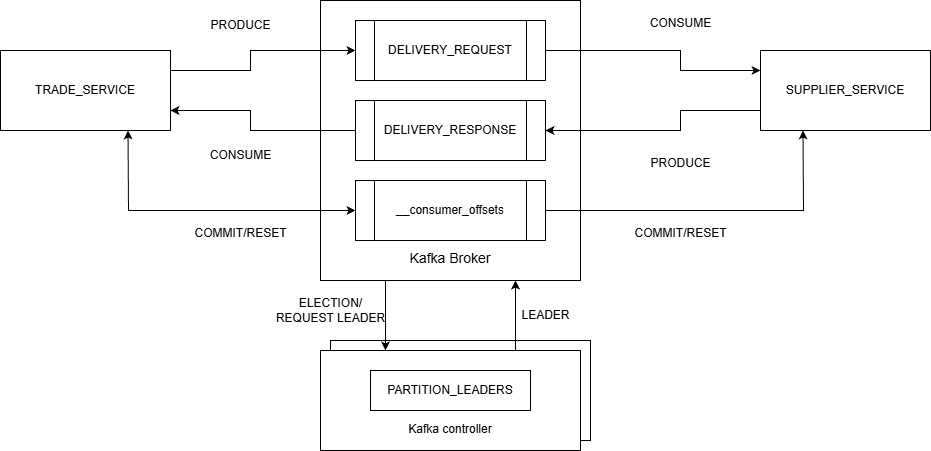 PRODUCE
CONSUME
DELIVERY_REQUEST
TRADE_SERVICE
SUPPLIER_SERVICE
DELIVERY_RESPONSE
CONSUME
PRODUCE
__consumer_offsets
COMMIT/RESET
COMMIT/RESET
Kafka Broker
ELECTION/
REQUEST LEADER
LEADER
PARTITION_LEADERS
Kafka controller